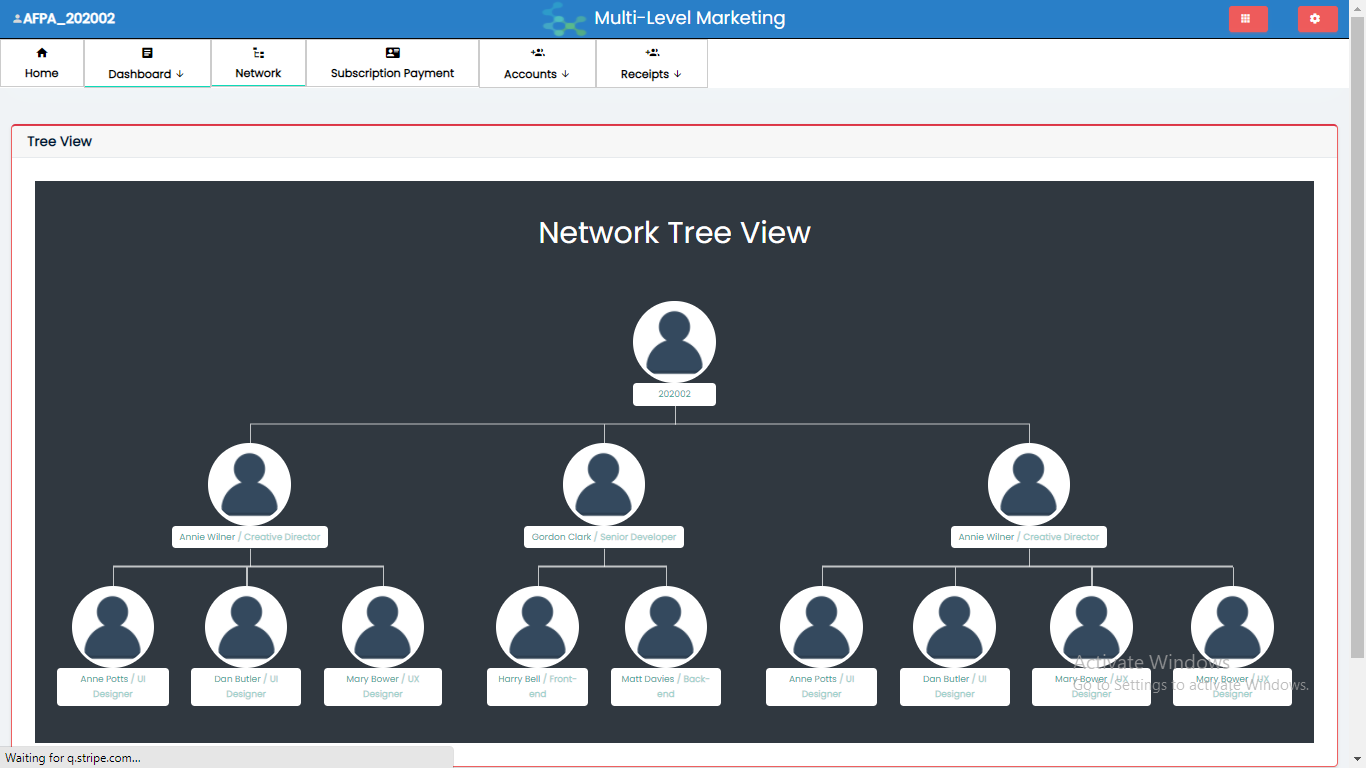 AFPA_202002
Multi-Level Marketing
Home
Dashboard ↓
Network
Subscription Payment
Accounts ↓
Receipts ↓
Tree View
Network Tree View
202002
Annie Wilner / Creative Director
Gordon Clark / Senior Developer
Annie Wilner / Creative Director
Anne Potts / UI
Designer
Dan Butler / UI
Designer
Mary Bower / UX
Designer
Harry Bell / Front-
end
Matt Davies / Back-
end
Anne Potts / UI
Designer
Dan Butler / UI
Designer
Mary Bower / UX
Designer
Mary Bower / UX
Designer
Activate Windows
Go to Settings to activate Windows.
Waiting for q.stripe.com...